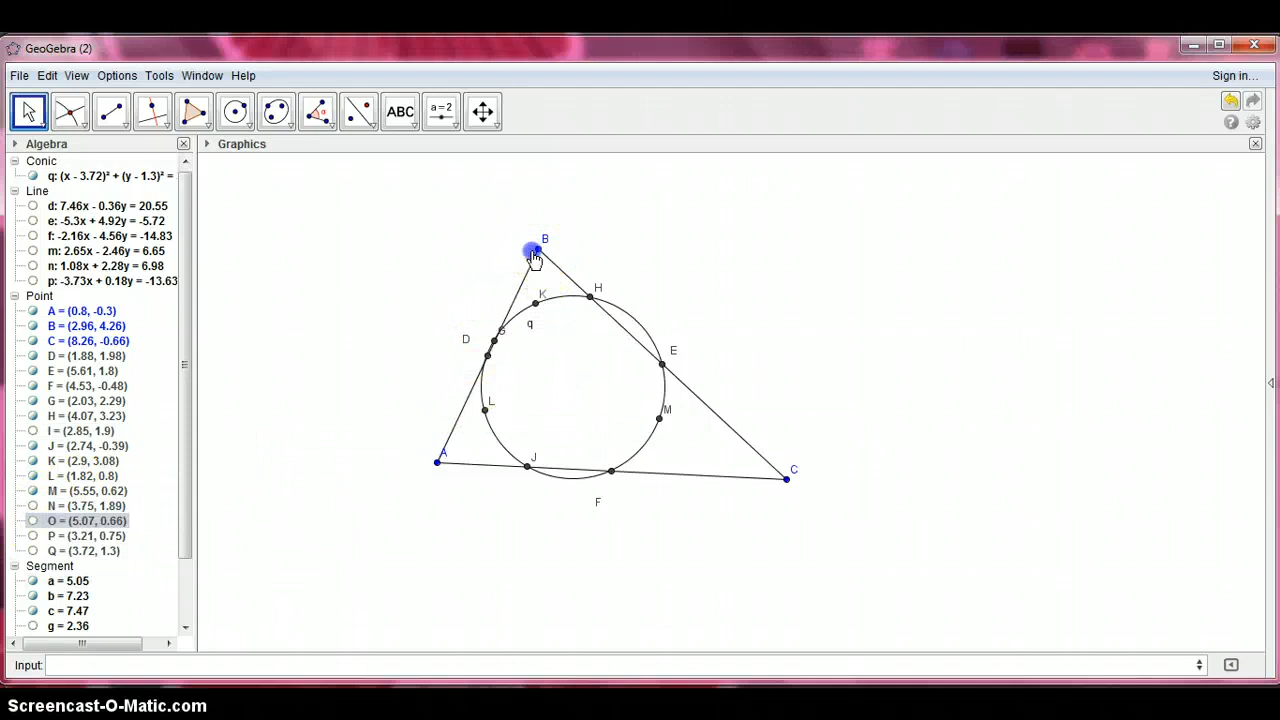 GeoGebra (2)
File Edit View Options Tools Window Help
Sign in...
ABC
a=2
Algebra
Graphics
Conic
q: (x - 3.72)² + (y - 1.3)² =
Line
d: 7.46x - 0.36y = 20.55
e: -5.3x + 4.92y = -5.72
f: -2.16x - 4.56y = -14.83
m: 2.65x - 2.46y = 6.65
n: 1.08x + 2.28y = 6.98
p: -3.73x + 0.18y = -13.63
Point
A = (0.8, -0.3)
B = (2.96, 4.26)
C = (8.26, -0.66)
D = (1.88, 1.98)
E = (5.61, 1.8)
F = (4.53, -0.48)
G = (2.03, 2.29)
H = (4.07, 3.23)
I = (2.85, 1.9)
J = (2.74, -0.39)
K = (2.9, 3.08)
L = (1.82, 0.8)
M = (5.55, 0.62)
N = (3.75, 1.89)
O = (5.07, 0.66)
P = (3.21, 0.75)
Q = (3.72, 1.3)
Segment
a = 5.05
b = 7.23
c = 7.47
g = 2.36
B
H
K
q
G
D
E
L
M
A
J
C
F
Input:
Screencast-O-Matic.com